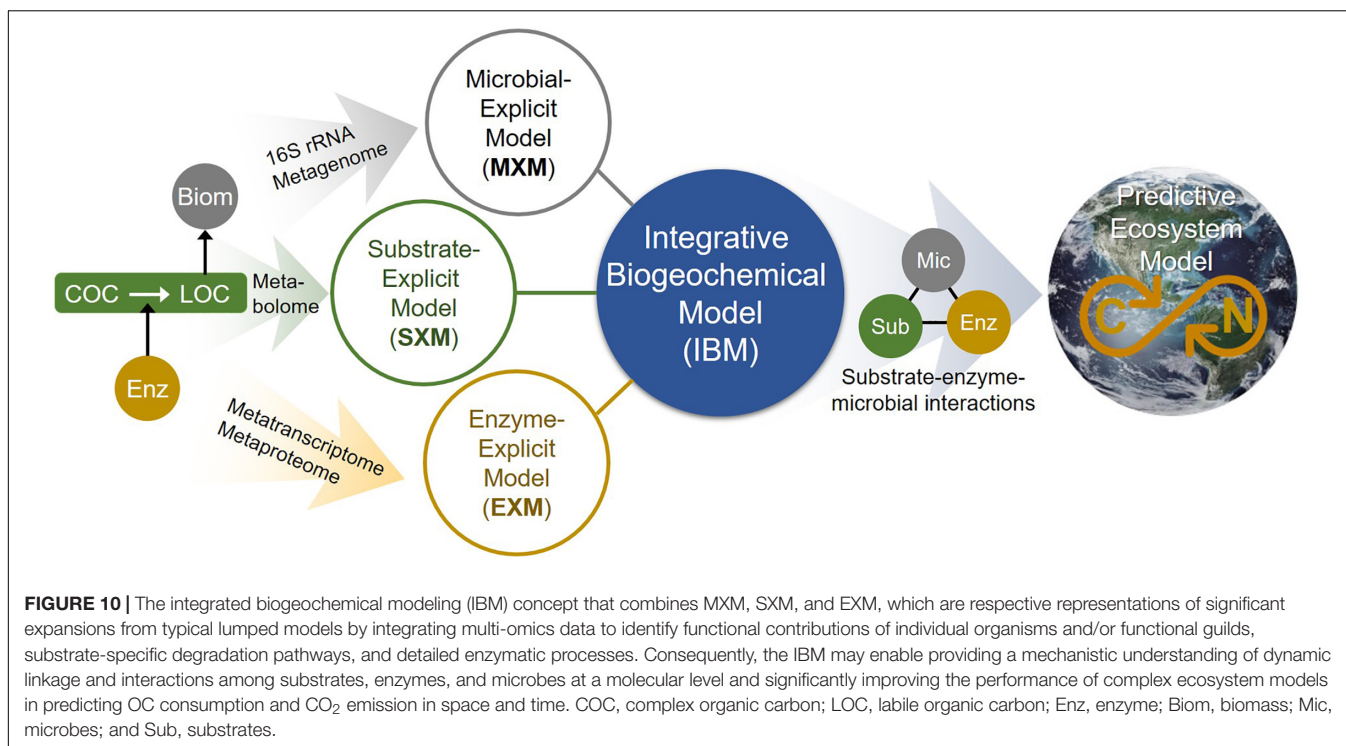 16S rRNA
Metagenome
Biom
COC
LOC
Enz
Meta-
bolome
Metatranscriptome
Metaproteome
Microbial-
Explicit
Model
(MXM)
Substrate-
Explicit
Model
(SXM)
Enzyme-
Explicit
Model
(EXM)
Integrative
Biogeochemical
Model
(IBM)
Mic
Sub
Enz
Substrate-enzyme-
microbial interactions
Predictive
Ecosystem
Model
C
N
FIGURE 10 | The integrated biogeochemical modeling (IBM) concept that combines MXM, SXM, and EXM, which are respective representations of significant
expansions from typical lumped models by integrating multi-omics data to identify functional contributions of individual organisms and/or functional guilds,
substrate-specific degradation pathways, and detailed enzymatic processes. Consequently, the IBM may enable providing a mechanistic understanding of dynamic
linkage and interactions among substrates, enzymes, and microbes at a molecular level and significantly improving the performance of complex ecosystem models
in predicting OC consumption and CO₂ emission in space and time. COC, complex organic carbon; LOC, labile organic carbon; Enz, enzyme; Biom, biomass; Mic,
microbes; and Sub, substrates.